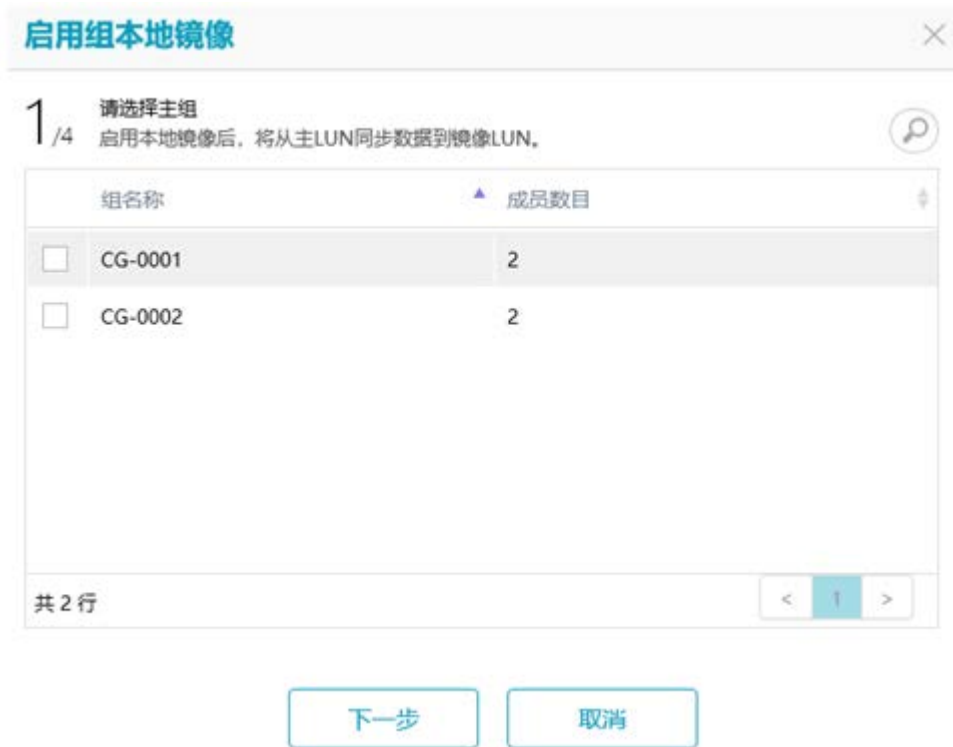 启用组本地镜像
1/4 请选择主组
启用本地镜像后，将从主LUN同步数据到镜像LUN。
组名称 成员数目
CG-0001 2
CG-0002 2
共 2 行 < 1 >
下一步 取消